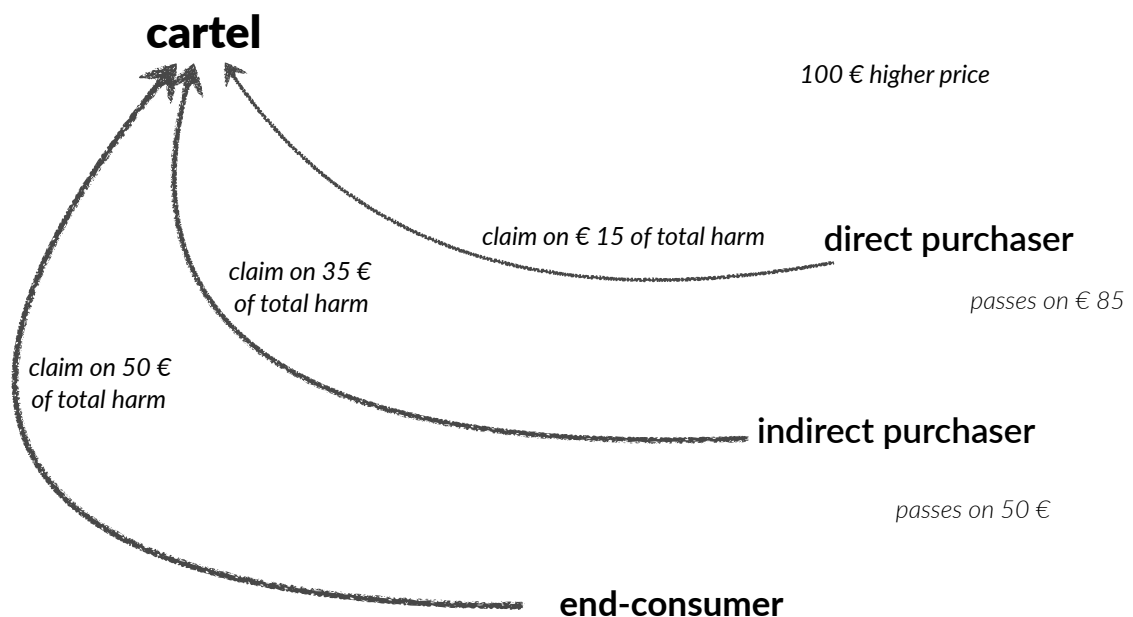 cartel
100 € higher price
claim on € 15 of total harm
direct purchaser
claim on 35 €
of total harm
passes on € 85
claim on 50 €
of total harm
indirect purchaser
passes on 50 €
end-consumer